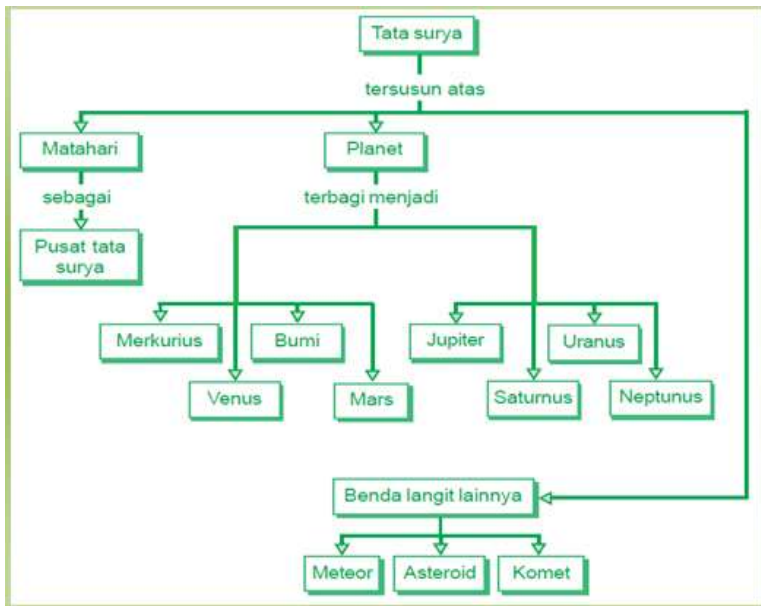 Tata surya
tersusun atas
Matahari
Planet
sebagai
terbagi menjadi
Pusat tata
surya
Merkurius
Bumi
Jupiter
Uranus
Venus
Mars
Saturnus
Neptunus
Benda langit lainnya
Meteor
Asteroid
Komet